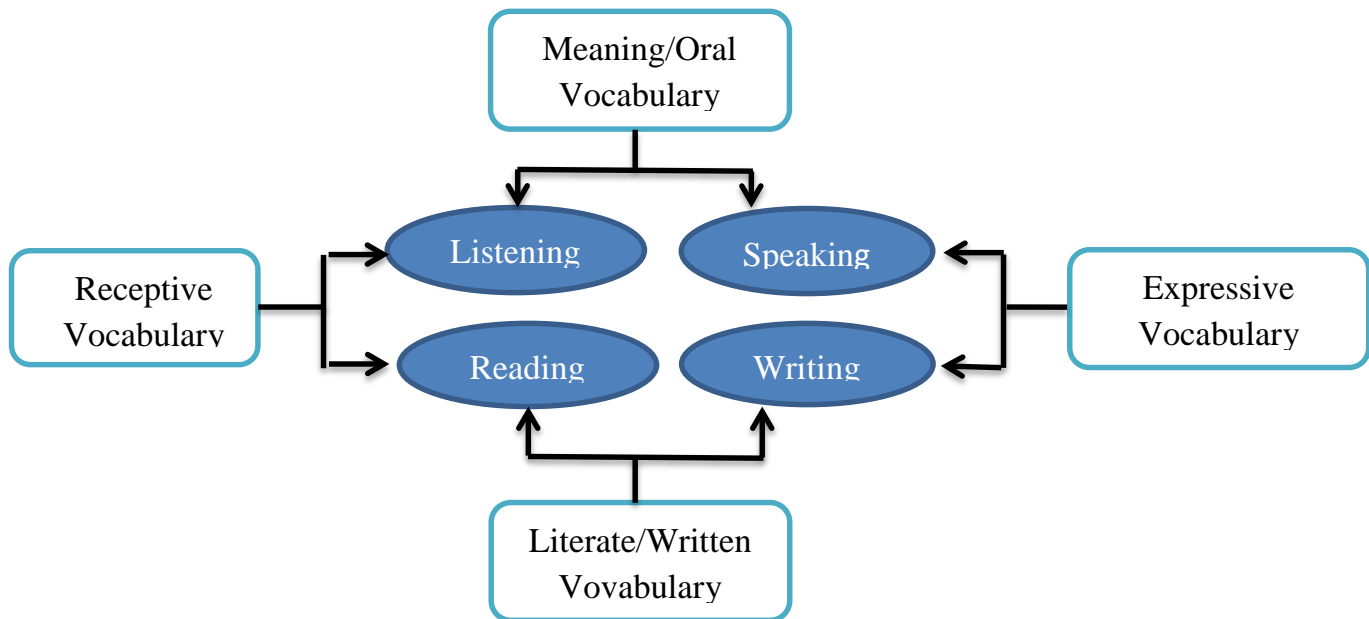 Meaning/Oral
Vocabulary
Listening
Speaking
Receptive
Vocabulary
Expressive
Vocabulary
Reading
Writing
Literate/Written
Vovabulary